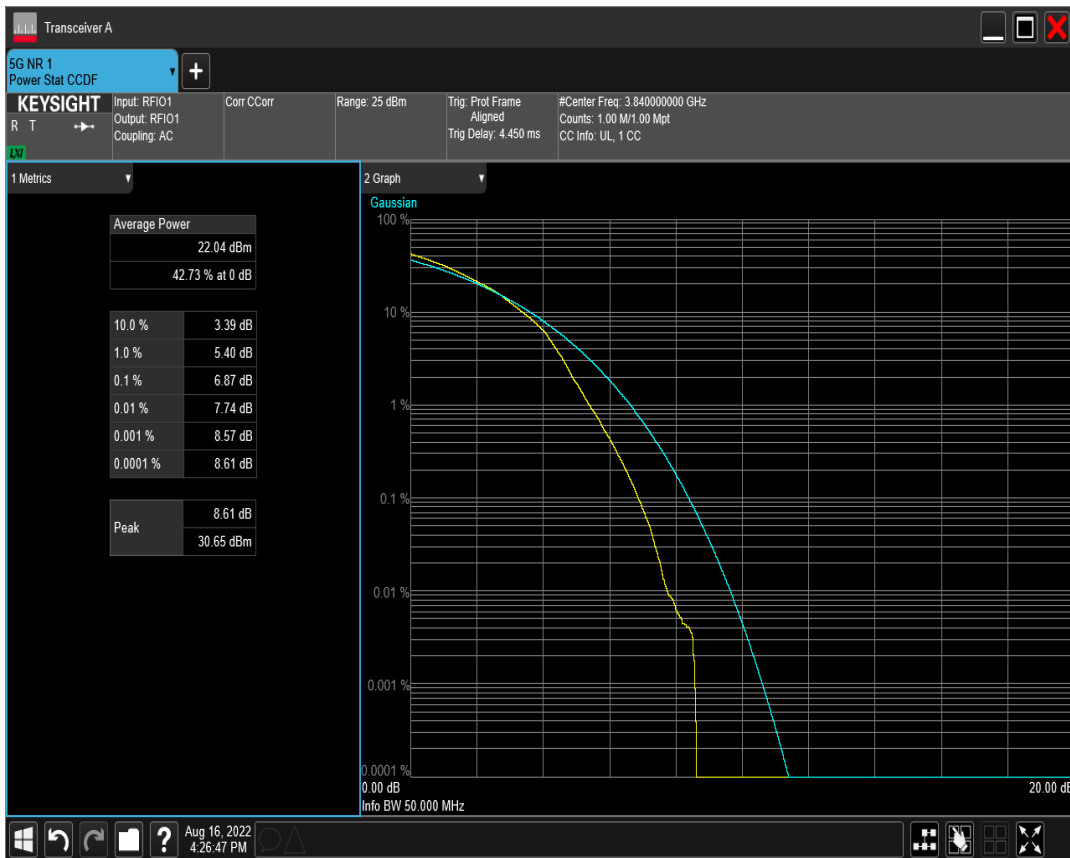 Transceiver A
5G NR 1
Power Stat CCDF
KEYSIGHT
R T
LXI
Input: RFIO1
Output: RFIO1
Coupling: AC
Corr CCorr
Range: 25 dBm
Trig: Prot Frame
Aligned
Trig Delay: 4.450 ms
#Center Freq: 3.840000000 GHz
Counts: 1.00 M/1.00 Mpt
CC Info: UL, 1 CC
1 Metrics
Average Power
22.04 dBm
42.73 % at 0 dB
10.0 % 3.39 dB
1.0 % 5.40 dB
0.1 % 6.87 dB
0.01 % 7.74 dB
0.001 % 8.57 dB
0.0001 % 8.61 dB
Peak
8.61 dB
30.65 dBm
2 Graph
Gaussian
100 %
10 %
1 %
0.1 %
0.01 %
0.001 %
0.0001 %
0.00 dB 20.00 dB
Info BW 50.000 MHz
?
Aug 16, 2022
4:26:47 PM